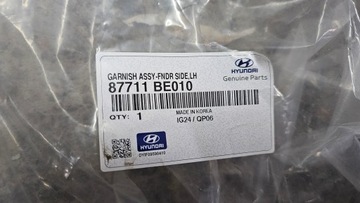 GARNISH ASSY-FNDR SIDE,LH
87711 BE010
HYUNDAI
Genuine Parts
QTY: 1
MADE IN KOREA
IG24 / QP06
HYUNDAI